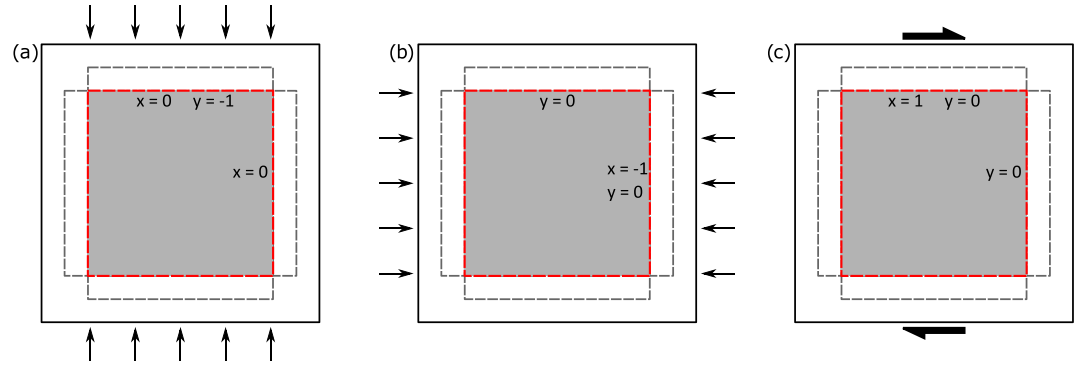 (a)
x = 0 y = -1
x = 0
(b)
y = 0
x = -1
y = 0
(c)
x = 1 y = 0
y = 0